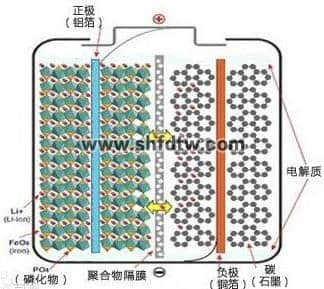 正极
（铝箔）
⊕
www.shfdtw.com
电解质
Li+
(Li-ion)
FeO6
(iron)
PO4
（磷化物）
聚合物隔膜
⊖
负极
（铜箔）
碳
（石墨）